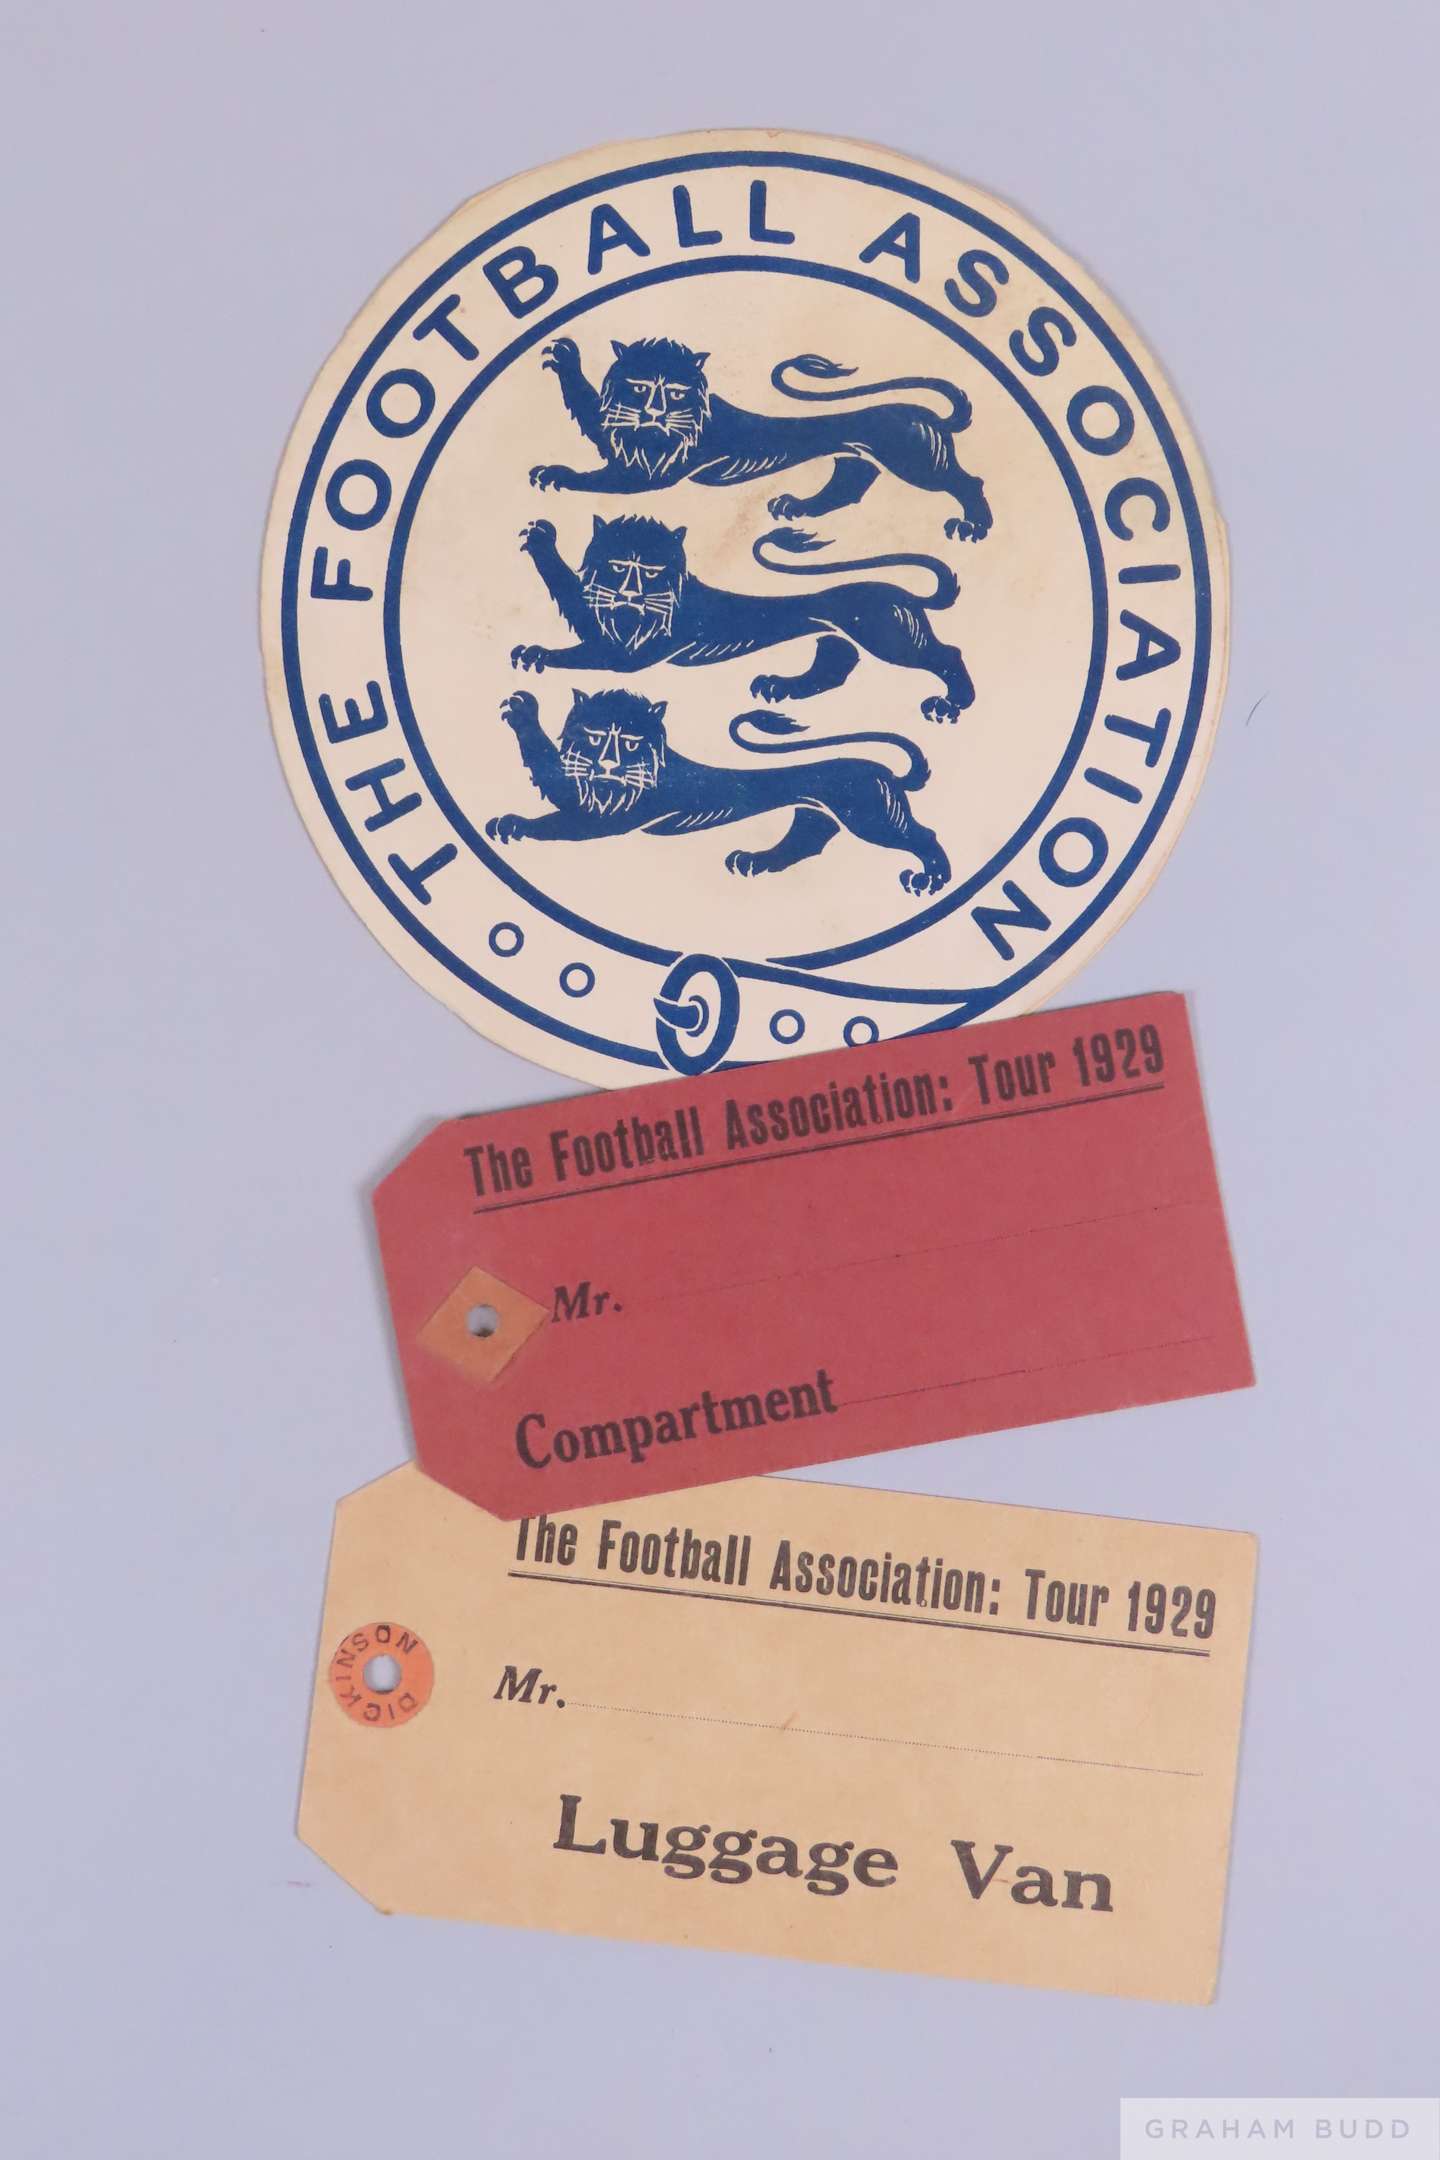 THE FOOTBALL ASSOCIATION
The Football Association: Tour 1929
Mr.
Compartment
The Football Association: Tour 1929
DICKINSON
Mr.
Luggage Van
GRAHAM BUDD